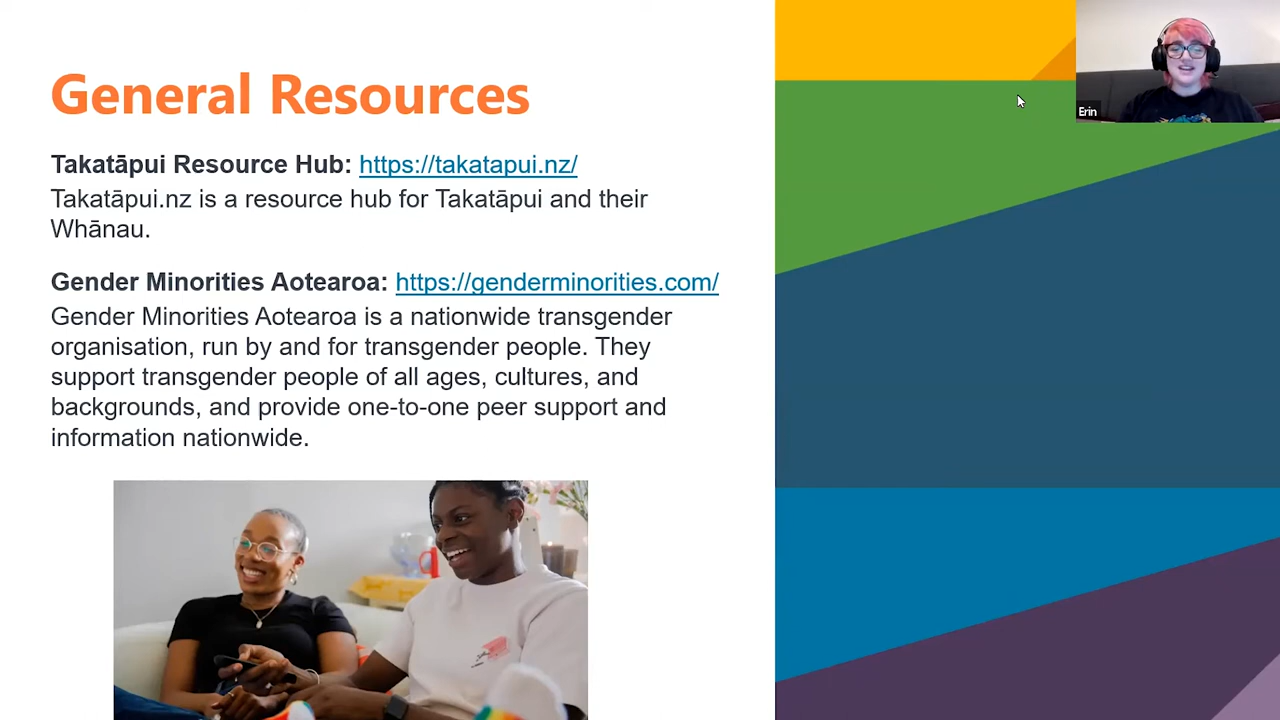 General Resources
Takatāpui Resource Hub: https://takatapui.nz/
Takatāpui.nz is a resource hub for Takatāpui and their
Whānau.
Gender Minorities Aotearoa: https://genderminorities.com/
Gender Minorities Aotearoa is a nationwide transgender
organisation, run by and for transgender people. They
support transgender people of all ages, cultures, and
backgrounds, and provide one-to-one peer support and
information nationwide.
Erin